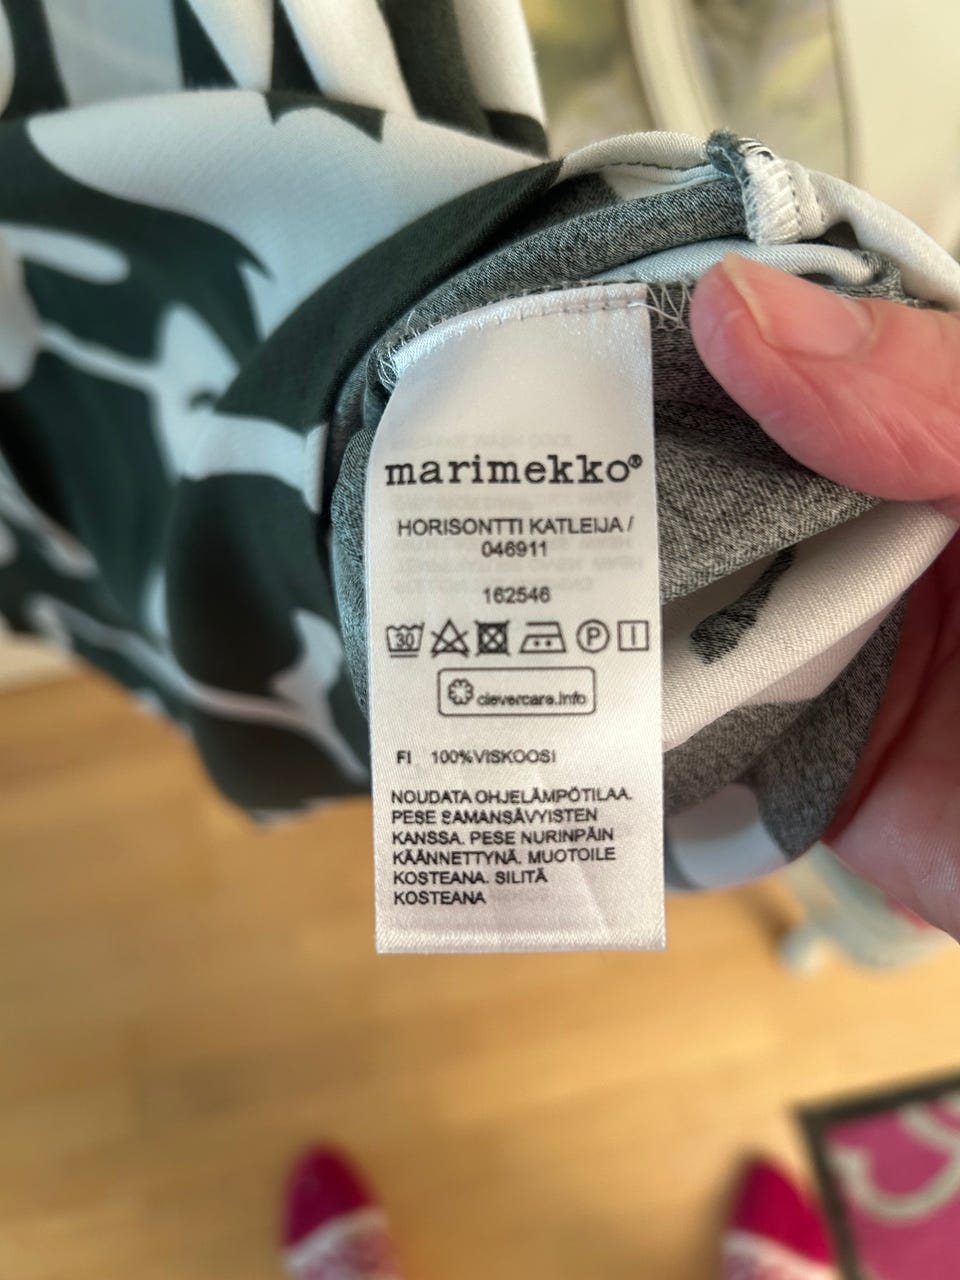 marimekko®
HORISONTTI KATLEIJA /
046911
162546
30 P
clevercare.info
FI 100%VISKOOSI
NOUDATA OHJELÄMPÖTILAA.
PESE SAMANSÄVYISTEN
KANSSA. PESE NURINPÄIN
KÄÄNNETTYNÄ. MUOTOILE
KOSTEANA. SILITÄ
KOSTEANA